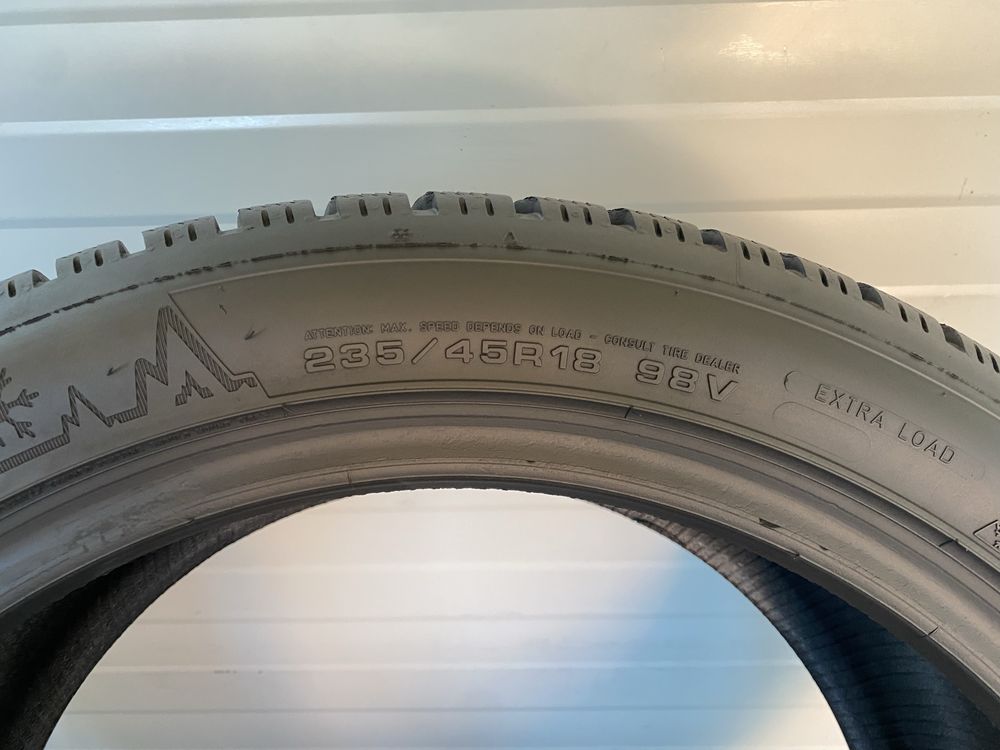 ATTENTION: MAX. SPEED DEPENDS ON LOAD - CONSULT TIRE DEALER
235/45R18 98V
EXTRA LOAD